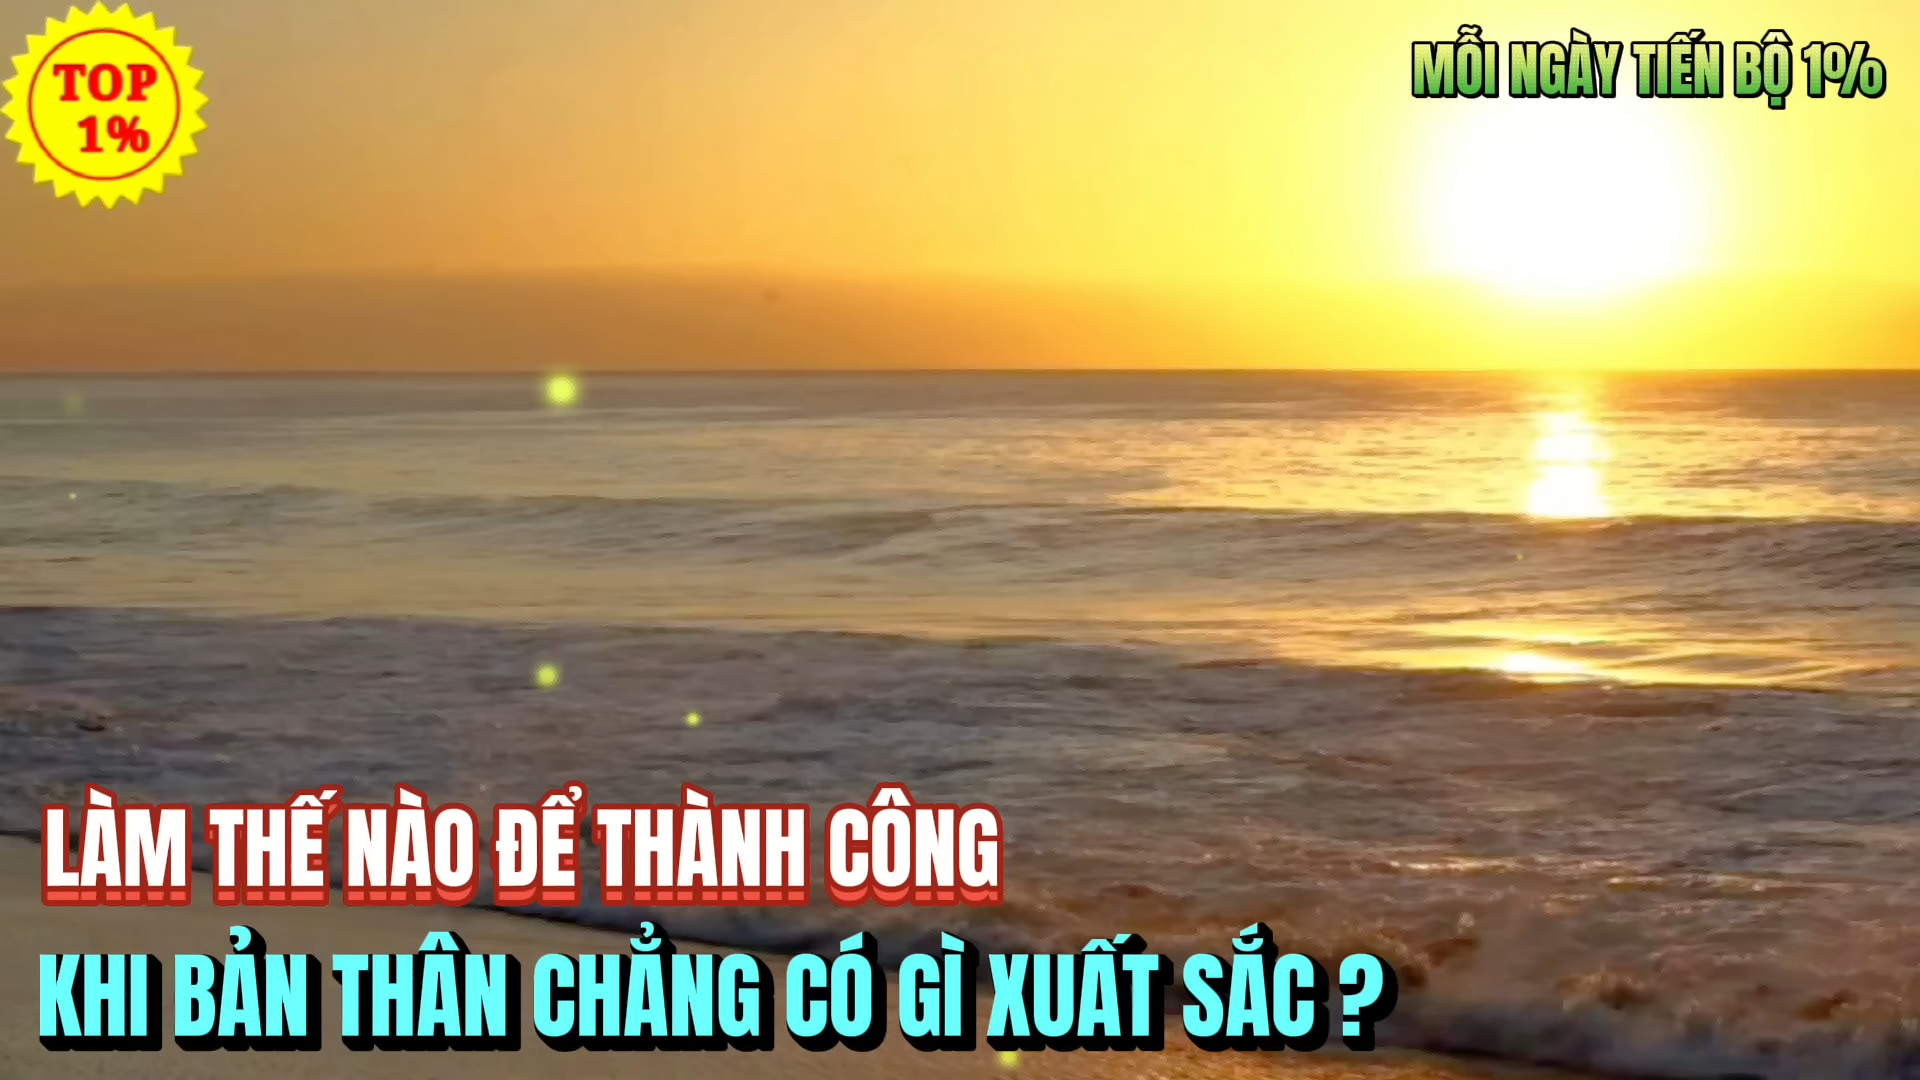 TOP
1%
MỖI NGÀY TIẾN BỘ 1%
LÀM THẾ NÀO ĐỂ THÀNH CÔNG
KHI BẢN THÂN CHẲNG CÓ GÌ XUẤT SẮC ?